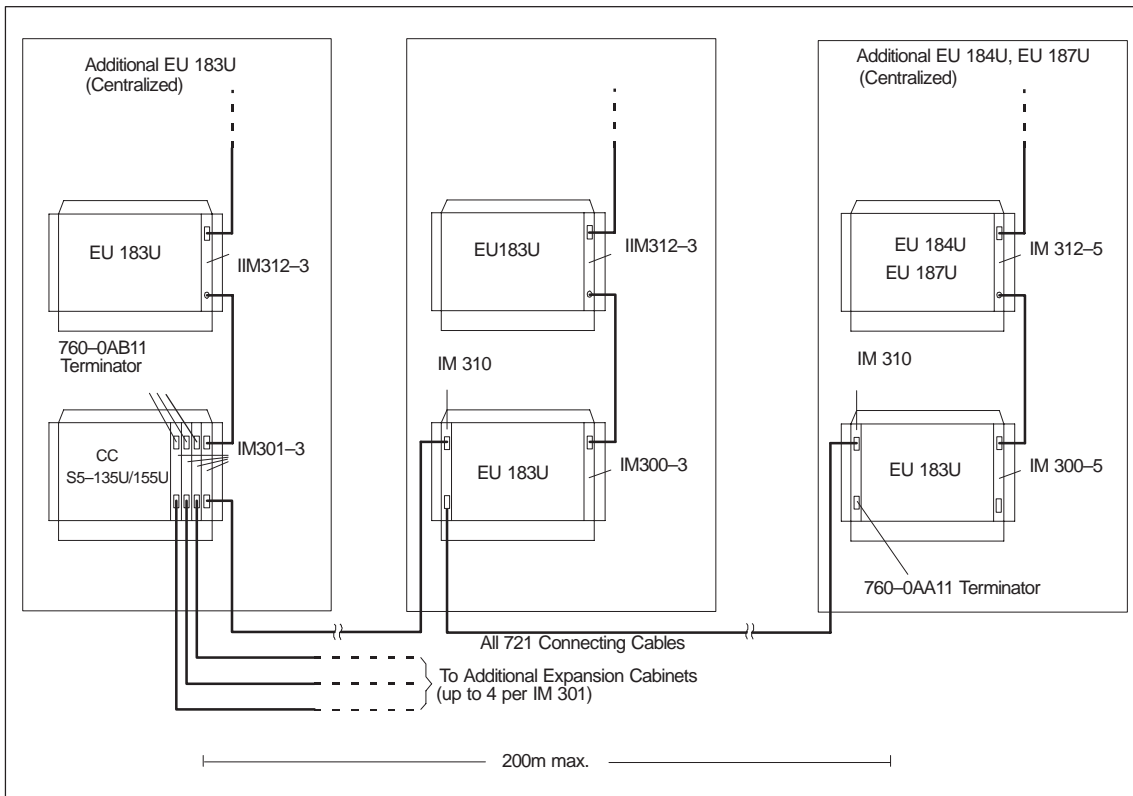 Additional EU 183U
(Centralized)
Additional EU 184U, EU 187U
(Centralized)
EU 183U
IIM312–3
EU183U
IIM312–3
EU 184U
EU 187U
IM 312–5
760–0AB11
Terminator
IM 310
IM 310
CC
S5–135U/155U
IM301–3
EU 183U
IM300–3
EU 183U
IM 300–5
760–0AA11 Terminator
All 721 Connecting Cables
To Additional Expansion Cabinets
(up to 4 per IM 301)
200m max.